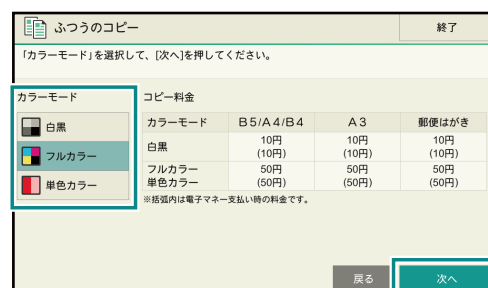 ふつうのコピー
終了
「カラーモード」を選択して、[次へ]を押してください。
カラーモード
白黒
フルカラー
単色カラー
コピー料金
カラーモード B5/A4/B4 A3 郵便はがき
白黒 10円 10円 10円
(10円) (10円) (10円)
フルカラー 50円 50円 50円
単色カラー (50円) (50円) (50円)
※括弧内は電子マネー支払い時の料金です。
戻る
次へ